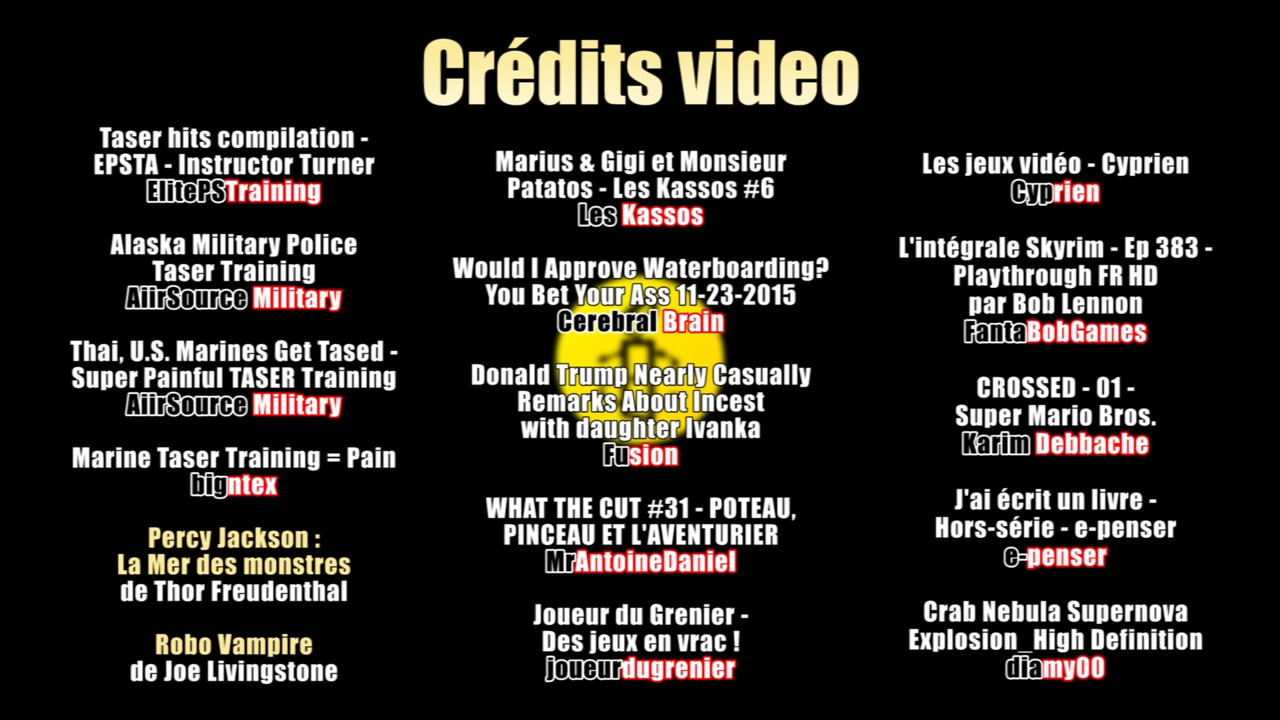 Crédits video
Taser hits compilation -
EPSTA - Instructor Turner
ElitePSTraining
Alaska Military Police
Taser Training
AiirSource Military
Thai, U.S. Marines Get Tased -
Super Painful TASER Training
AiirSource Military
Marine Taser Training = Pain
bigntex
Percy Jackson :
La Mer des monstres
de Thor Freudenthal
Robo Vampire
de Joe Livingstone
Marius & Gigi et Monsieur
Patatos - Les Kassos #6
Les Kassos
Would I Approve Waterboarding?
You Bet Your Ass 11-23-2015
Cerebral Brain
Donald Trump Nearly Casually
Remarks About Incest
with daughter Ivanka
Fusion
WHAT THE CUT #31 - POTEAU,
PINCEAU ET L'AVENTURIER
MrAntoineDaniel
Joueur du Grenier -
Des jeux en vrac !
joueurdugrenier
Les jeux vidéo - Cyprien
Cyprien
L'intégrale Skyrim - Ep 383 -
Playthrough FR HD
par Bob Lennon
FantaBobGames
CROSSED - 01 -
Super Mario Bros.
Karim Debbache
J'ai écrit un livre -
Hors-série - e-penser
e-penser
Crab Nebula Supernova
Explosion_High Definition
diamy00